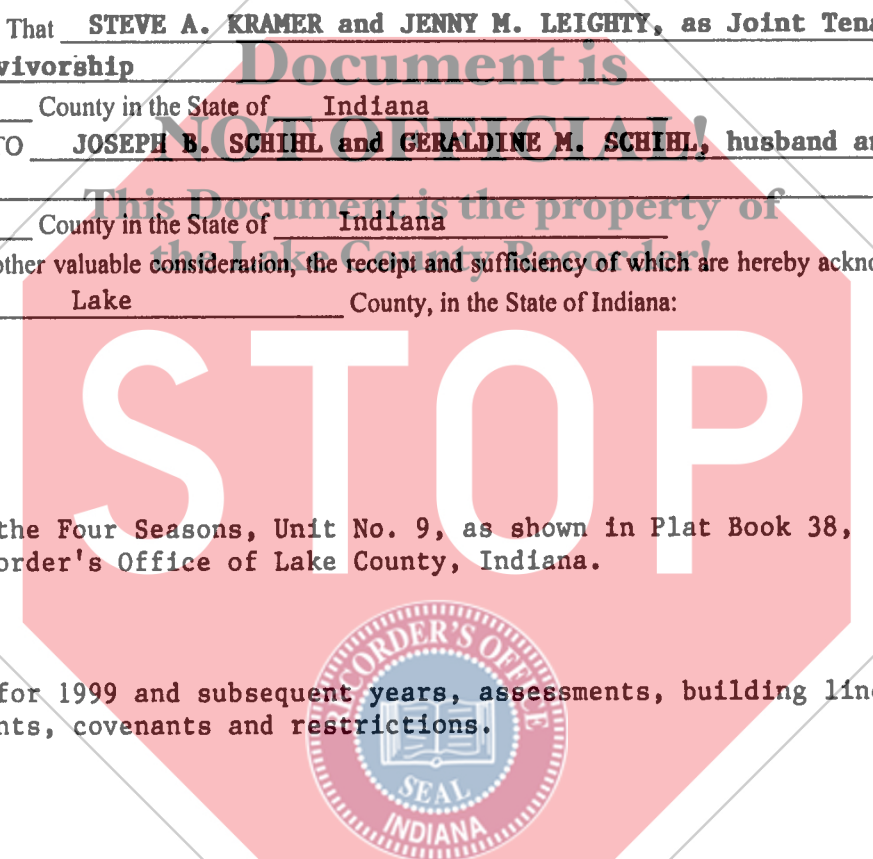 That STEVE A. KRAMER and JENNY M. LEIGHTY, as Joint Tena
vivorship
Document is
County in the State of Indiana
TO JOSEPH B. SCHIHL and GERALDINE M. SCHIHL, husband a
NOT OFFICIAL!
This Document is the property of
County in the State of Indiana
the Lake County Recorder!
other valuable consideration, the receipt and sufficiency of which are hereby ackno
Lake County, in the State of Indiana:
STOP
the Four Seasons, Unit No. 9, as shown in Plat Book 38,
order's Office of Lake County, Indiana.
for 1999 and subsequent years, assessments, building lin
nts, covenants and restrictions.
RECORDER'S OFFICE
SEAL
INDIANA